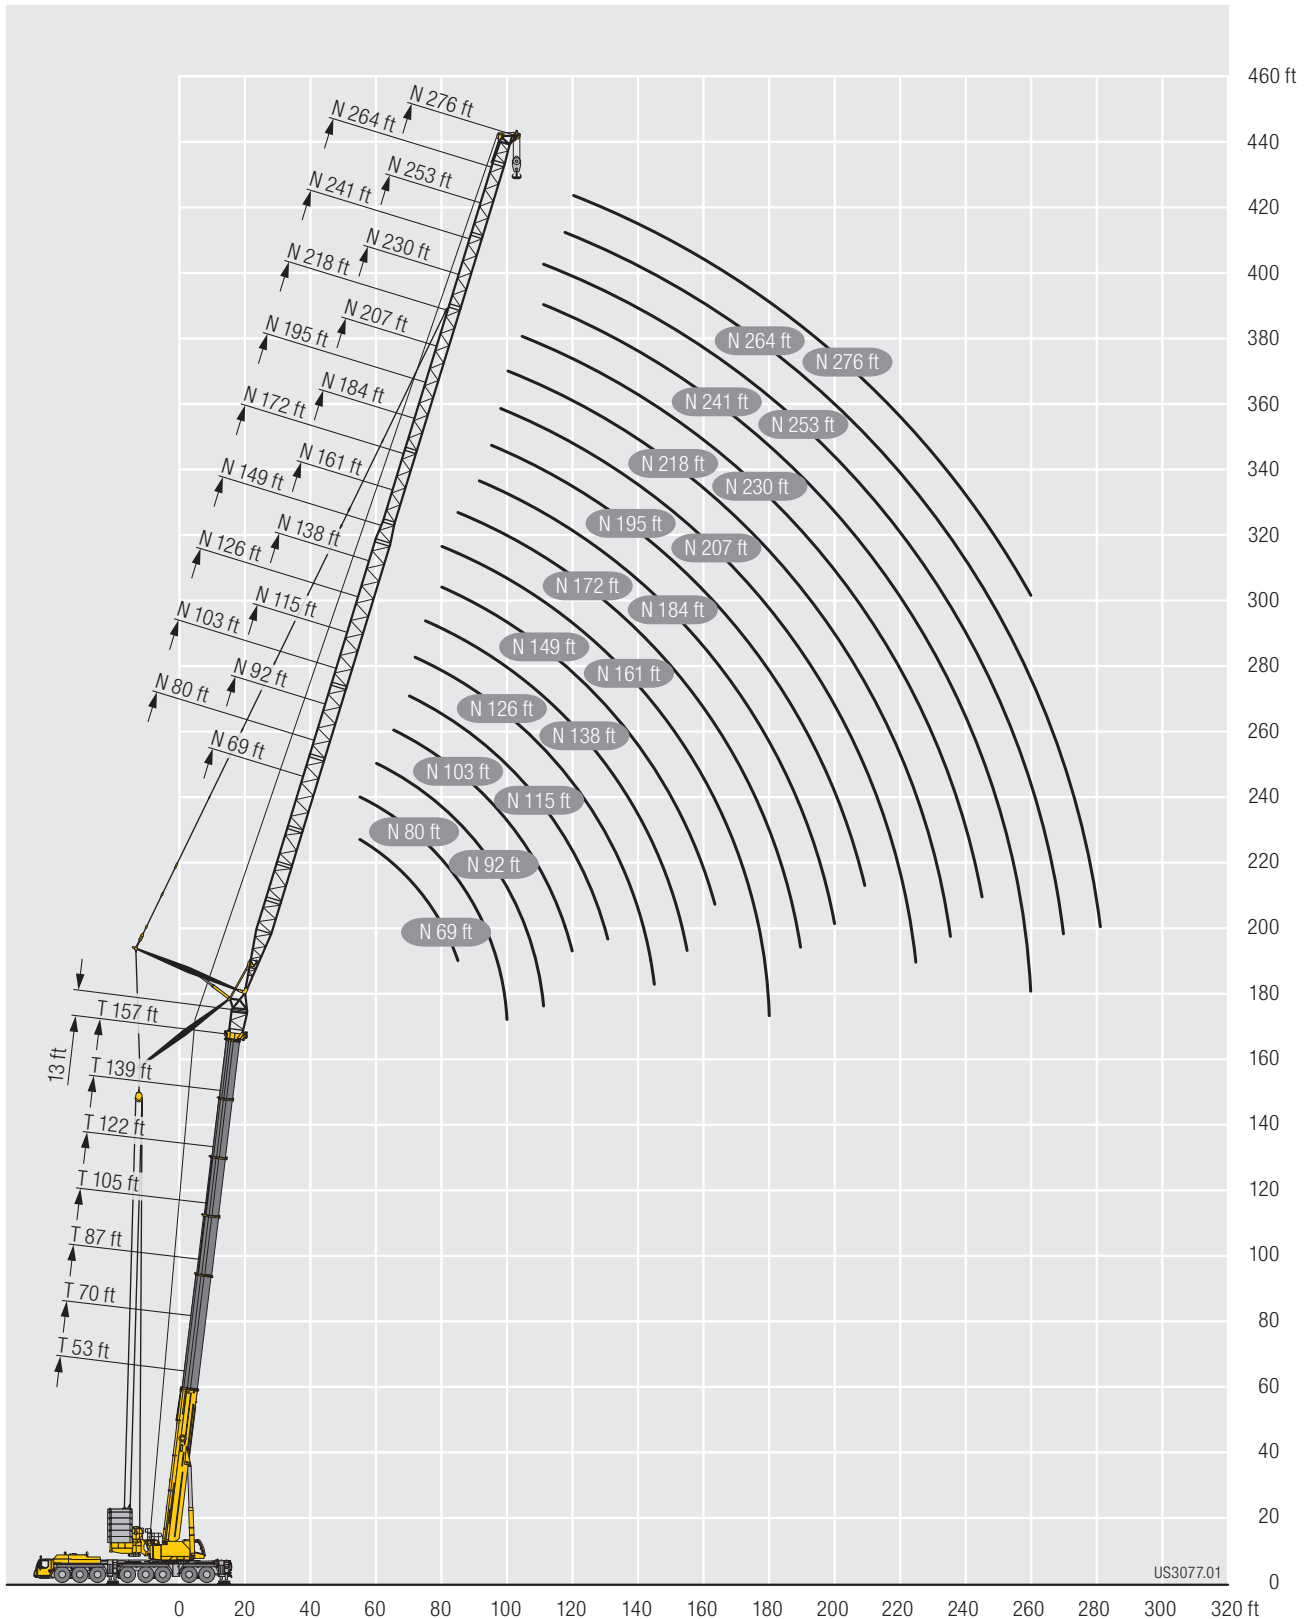 460 ft
N 276 ft
N 264 ft
440
N 253 ft
N 241 ft
420
N 230 ft
N 218 ft
400
N 207 ft
N 195 ft
380
N 264 ft
N 276 ft
N 184 ft
N 172 ft
360
N 241 ft
N 253 ft
N 161 ft
N 149 ft
340
N 218 ft
N 230 ft
N 138 ft
N 126 ft
320
N 195 ft
N 207 ft
N 115 ft
N 103 ft
300
N 172 ft
N 184 ft
N 92 ft
N 80 ft
280
N 149 ft
N 161 ft
N 69 ft
260
N 126 ft
N 138 ft
240
N 103 ft
N 115 ft
220
N 80 ft
N 92 ft
200
N 69 ft
180
T 157 ft
13 ft
160
T 139 ft
140
T 122 ft
120
T 105 ft
100
T 87 ft
80
T 70 ft
60
T 53 ft
40
20
US3077.01
0
0 20 40 60 80 100 120 140 160 180 200 220 240 260 280 300 320 ft